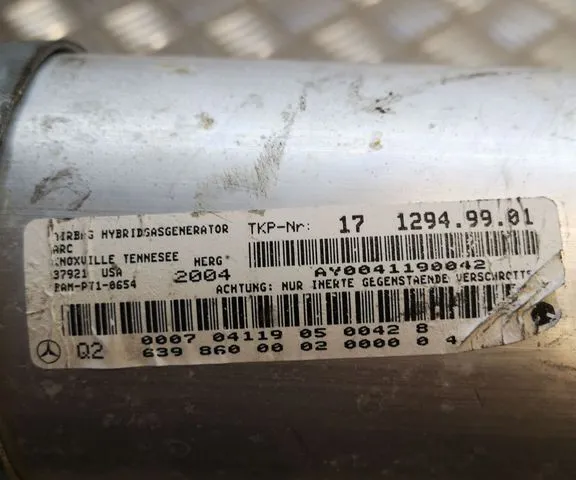 AIRBAG HYBRIDGASGENERATOR TKP-Nr: 17 1294.99.01
ARC
KNOXVILLE TENNESEE HERG
37921 USA 2004 AY0041190042
BAM-PT1-0654 ACHTUNG: NUR INERTE GEGENSTAENDE VERSCHROTTE
Q2 0007 04119 05 0042 8
639 860 00 02 0000 0 4